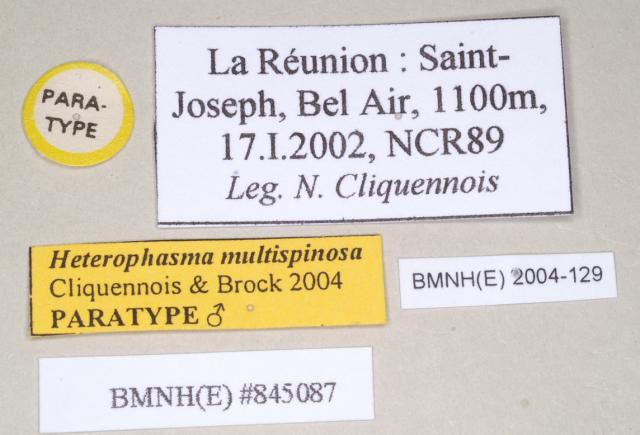 PARA-
TYPE
La Réunion : Saint-
Joseph, Bel Air, 1100m,
17.I.2002, NCR89
Leg. N. Cliquennois
Heterophasma multispinosa
Cliquennois & Brock 2004
PARATYPE ♂
BMNH(E) 2004-129
BMNH(E) #845087